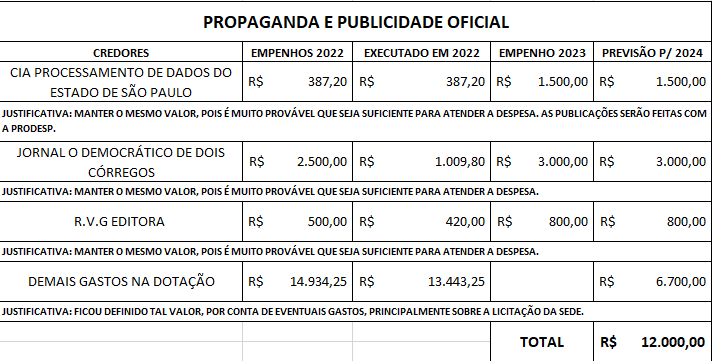 PROPAGANDA E PUBLICIDADE OFICIAL
CREDORES EMPENHOS 2022 EXECUTADO EM 2022 EMPENHO 2023 PREVISÃO P/ 2024
CIA PROCESSAMENTO DE DADOS DO
ESTADO DE SÃO PAULO R$ 387,20 R$ 387,20 R$ 1.500,00 R$ 1.500,00
JUSTIFICATIVA: MANTER O MESMO VALOR, POIS É MUITO PROVÁVEL QUE SEJA SUFICIENTE PARA ATENDER A DESPESA. AS PUBLICAÇÕES SERÃO FEITAS COM
A PRODESP.
JORNAL O DEMOCRÁTICO DE DOIS
CÓRREGOS R$ 2.500,00 R$ 1.009,80 R$ 3.000,00 R$ 3.000,00
JUSTIFICATIVA: MANTER O MESMO VALOR, POIS É MUITO PROVÁVEL QUE SEJA SUFICIENTE PARA ATENDER A DESPESA.
R.V.G EDITORA R$ 500,00 R$ 420,00 R$ 800,00 R$ 800,00
JUSTIFICATIVA: MANTER O MESMO VALOR, POIS É MUITO PROVÁVEL QUE SEJA SUFICIENTE PARA ATENDER A DESPESA.
DEMAIS GASTOS NA DOTAÇÃO R$ 14.934,25 R$ 13.443,25 R$ 6.700,00
JUSTIFICATIVA: FICOU DEFINIDO TAL VALOR, POR CONTA DE EVENTUAIS GASTOS, PRINCIPALMENTE SOBRE A LICITAÇÃO DA SEDE.
TOTAL R$ 12.000,00